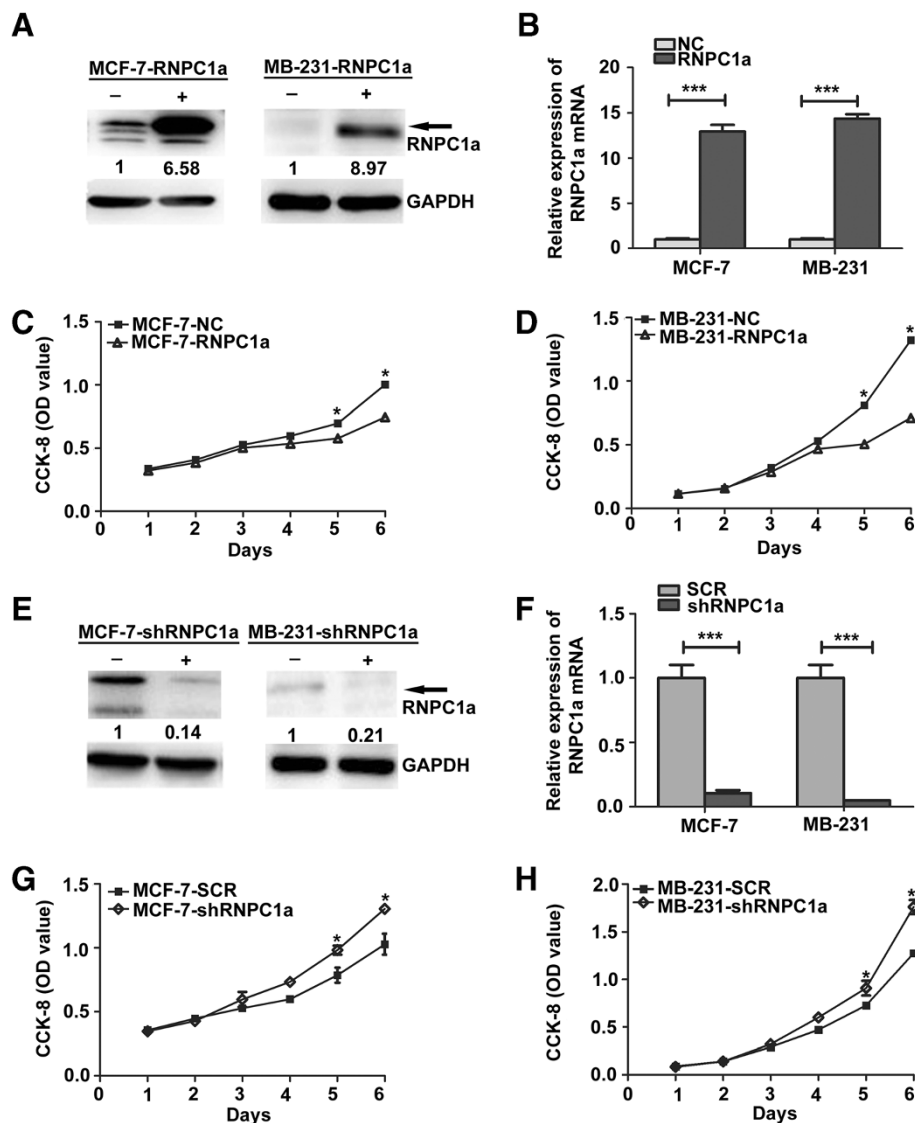 A
MCF-7-RNPC1a MB-231-RNPC1a
– + – +
RNPC1a
1 6.58 1 8.97
GAPDH
B
NC
RNPC1a
Relative expression of
RNPC1a mRNA
20
15
10
5
0
*** ***
MCF-7 MB-231
C
MCF-7-NC
MCF-7-RNPC1a
CCK-8 (OD value)
1.5
1.0
0.5
0.0
* *
0 1 2 3 4 5 6
Days
D
MB-231-NC
MB-231-RNPC1a
CCK-8 (OD value)
1.5
1.0
0.5
0.0
* *
0 1 2 3 4 5 6
Days
E
MCF-7-shRNPC1a MB-231-shRNPC1a
– + – +
RNPC1a
1 0.14 1 0.21
GAPDH
F
SCR
shRNPC1a
Relative expression of
RNPC1a mRNA
1.5
1.0
0.5
0.0
*** ***
MCF-7 MB-231
G
MCF-7-SCR
MCF-7-shRNPC1a
CCK-8 (OD value)
1.5
1.0
0.5
0.0
* *
0 1 2 3 4 5 6
Days
H
MB-231-SCR
MB-231-shRNPC1a
CCK-8 (OD value)
2.0
1.5
1.0
0.5
0.0
* *
0 1 2 3 4 5 6
Days